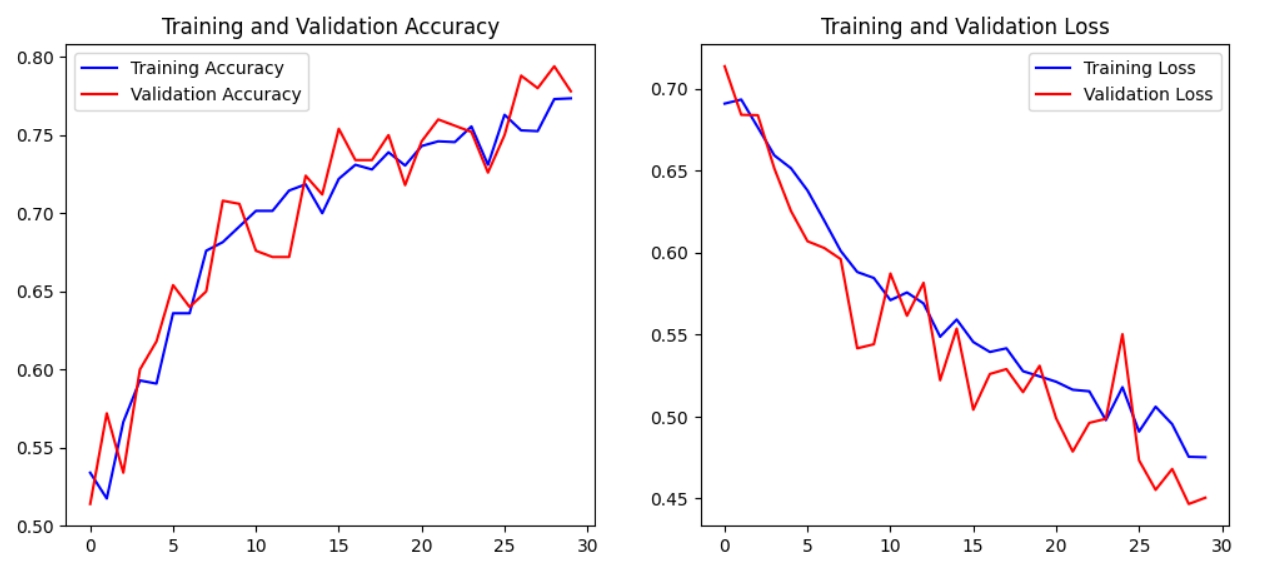 Training and Validation Accuracy
Training Accuracy
Validation Accuracy
0.80
0.75
0.70
0.65
0.60
0.55
0.50
0 5 10 15 20 25 30
Training and Validation Loss
Training Loss
Validation Loss
0.70
0.65
0.60
0.55
0.50
0.45
0 5 10 15 20 25 30